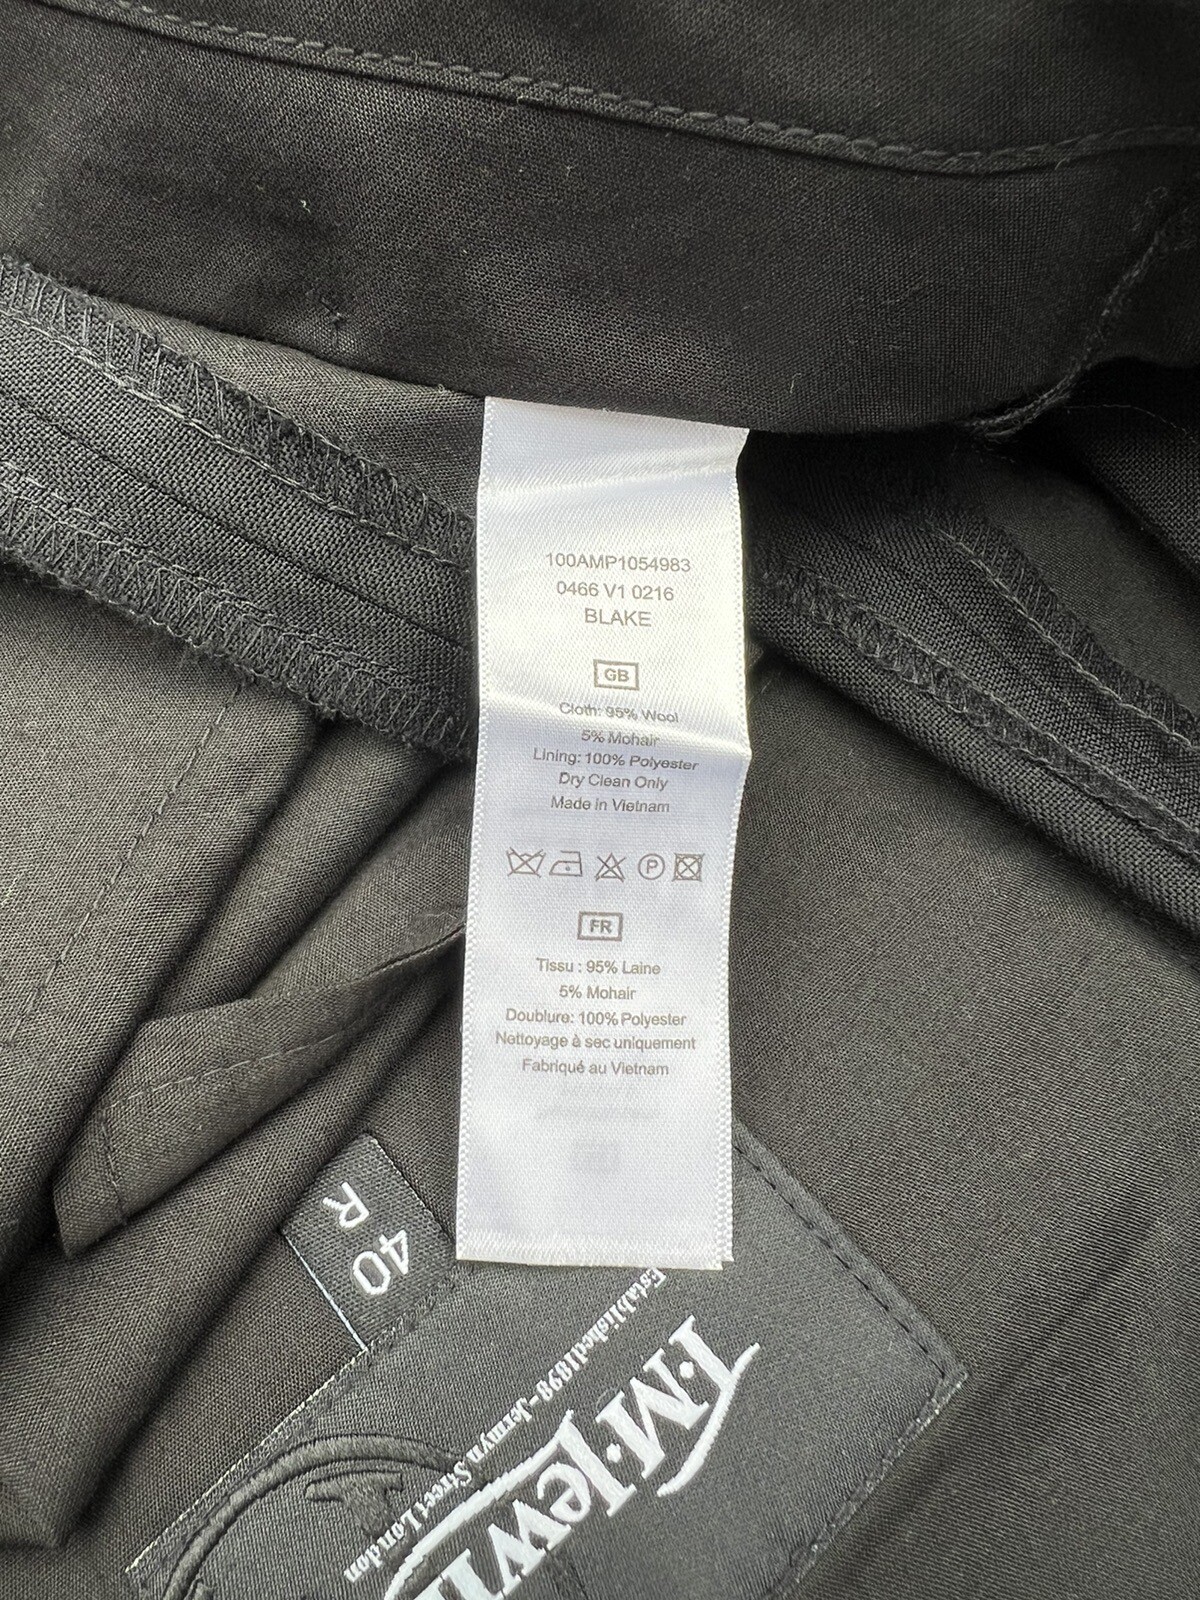 100AMP1054983
0466 V1 0216
BLAKE
GB
Cloth: 95% Wool
5% Mohair
Lining: 100% Polyester
Dry Clean Only
Made in Vietnam
P
FR
Tissu : 95% Laine
5% Mohair
Doublure: 100% Polyester
Nettoyage à sec uniquement
Fabriqué au Vietnam
40
R
Established1898-Jermyn Street London
T·M·Lewin